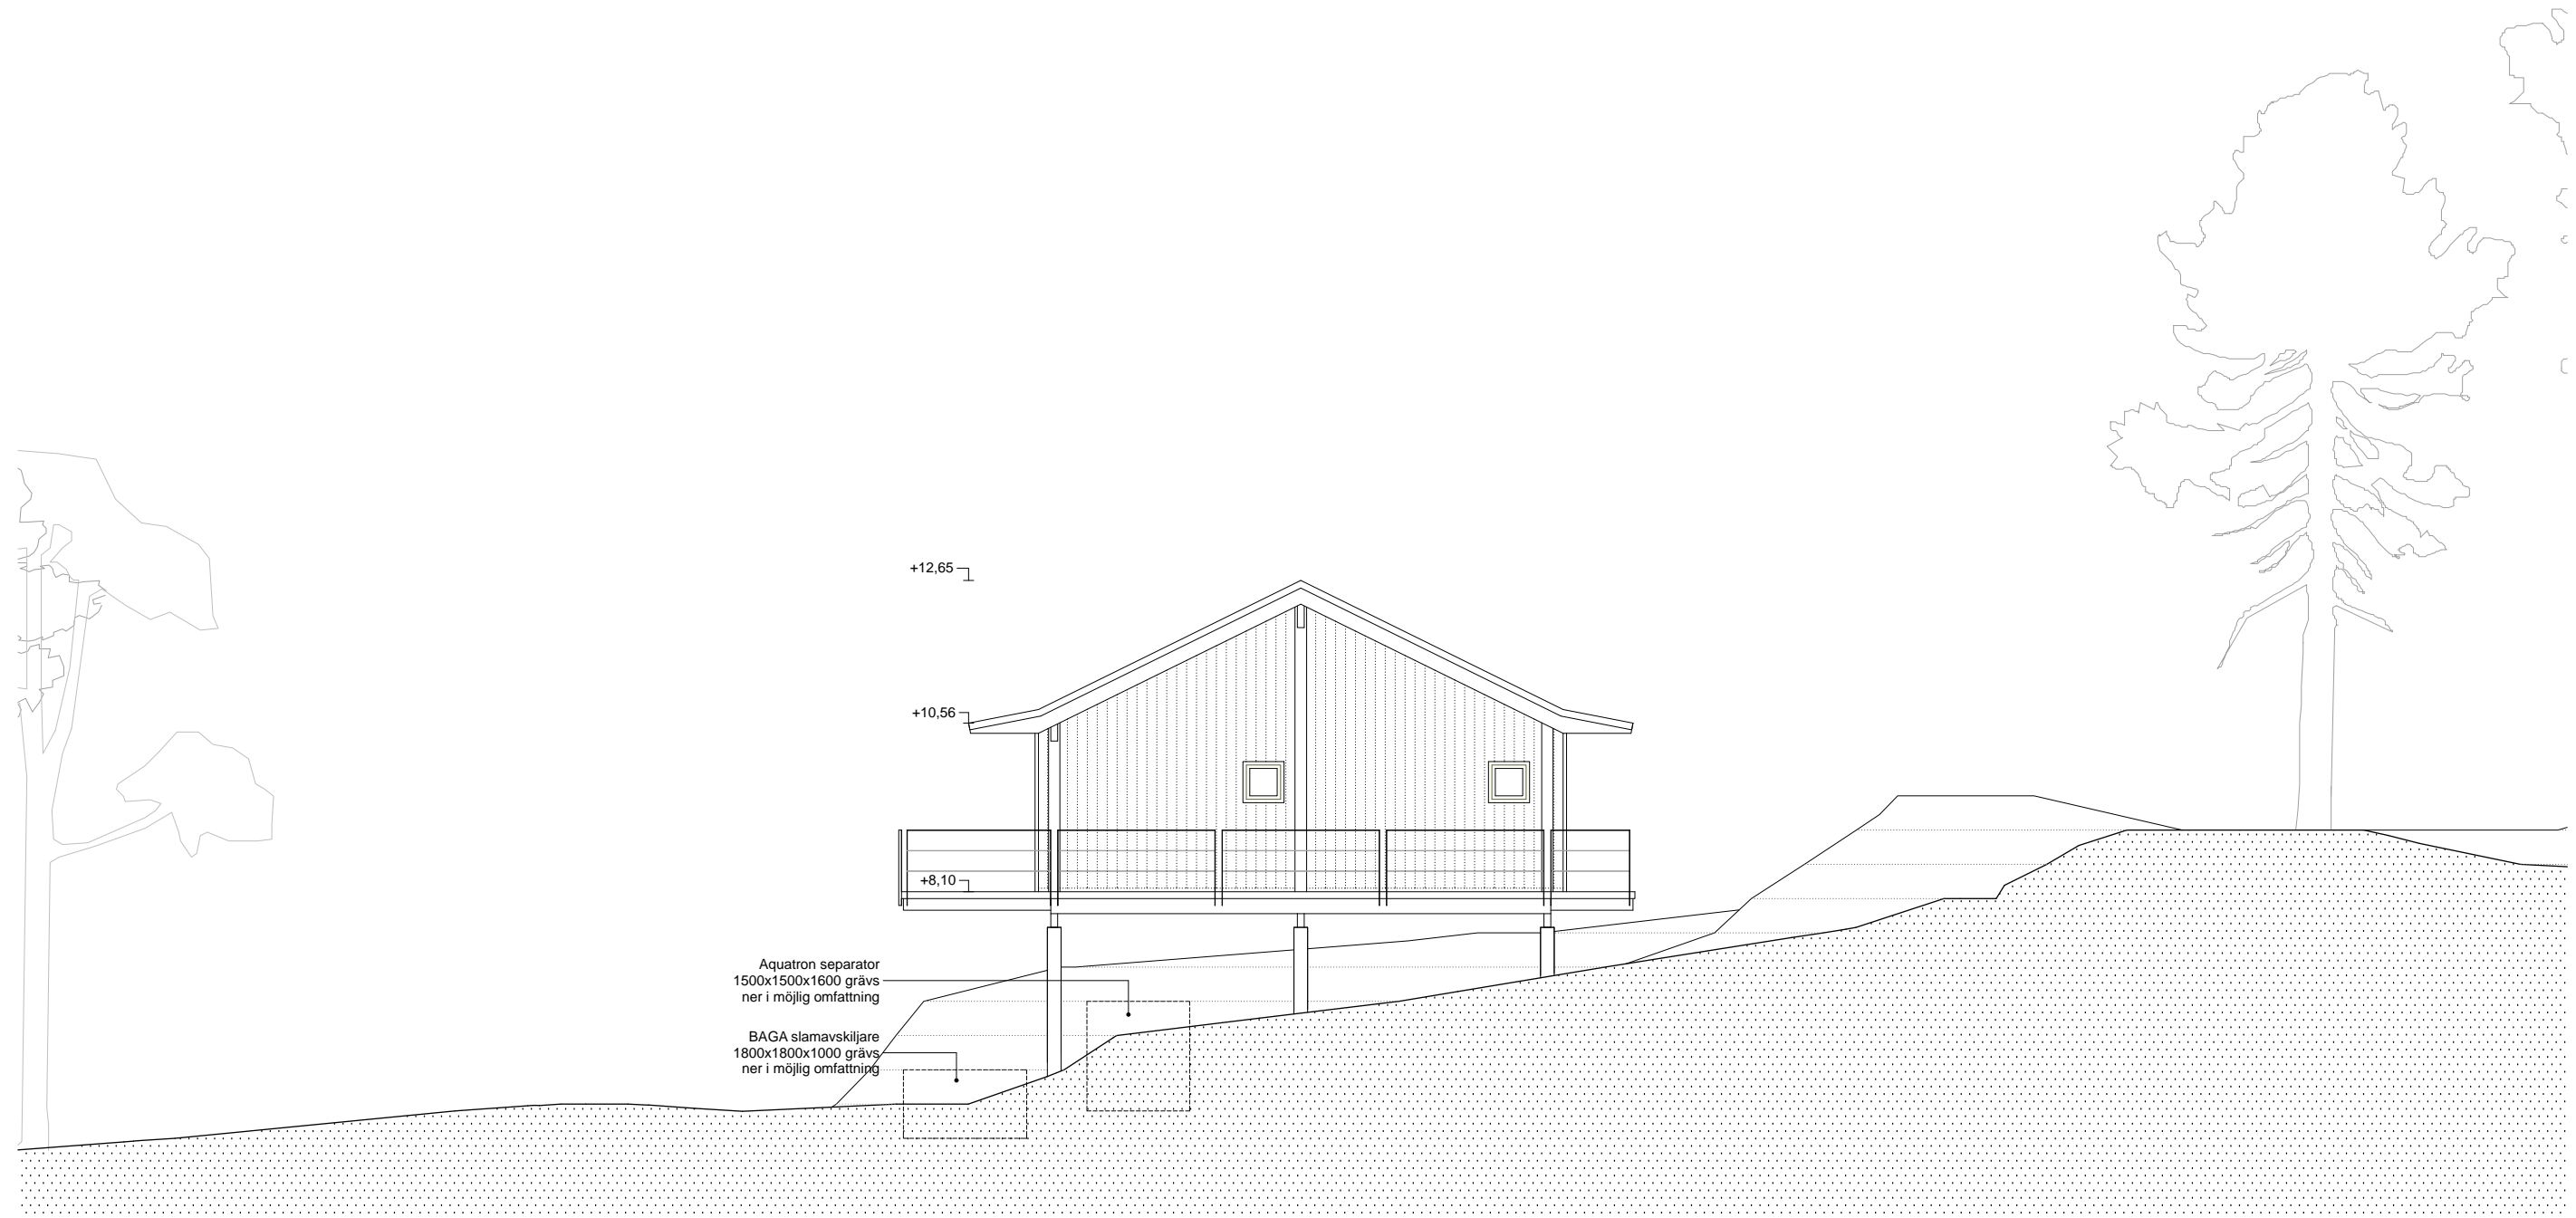 +12,65
+10,56
+8,10
Aquatron separator
1500x1500x1600 grävs
ner i möjlig omfattning
BAGA slamavskiljare
1800x1800x1000 grävs
ner i möjlig omfattning